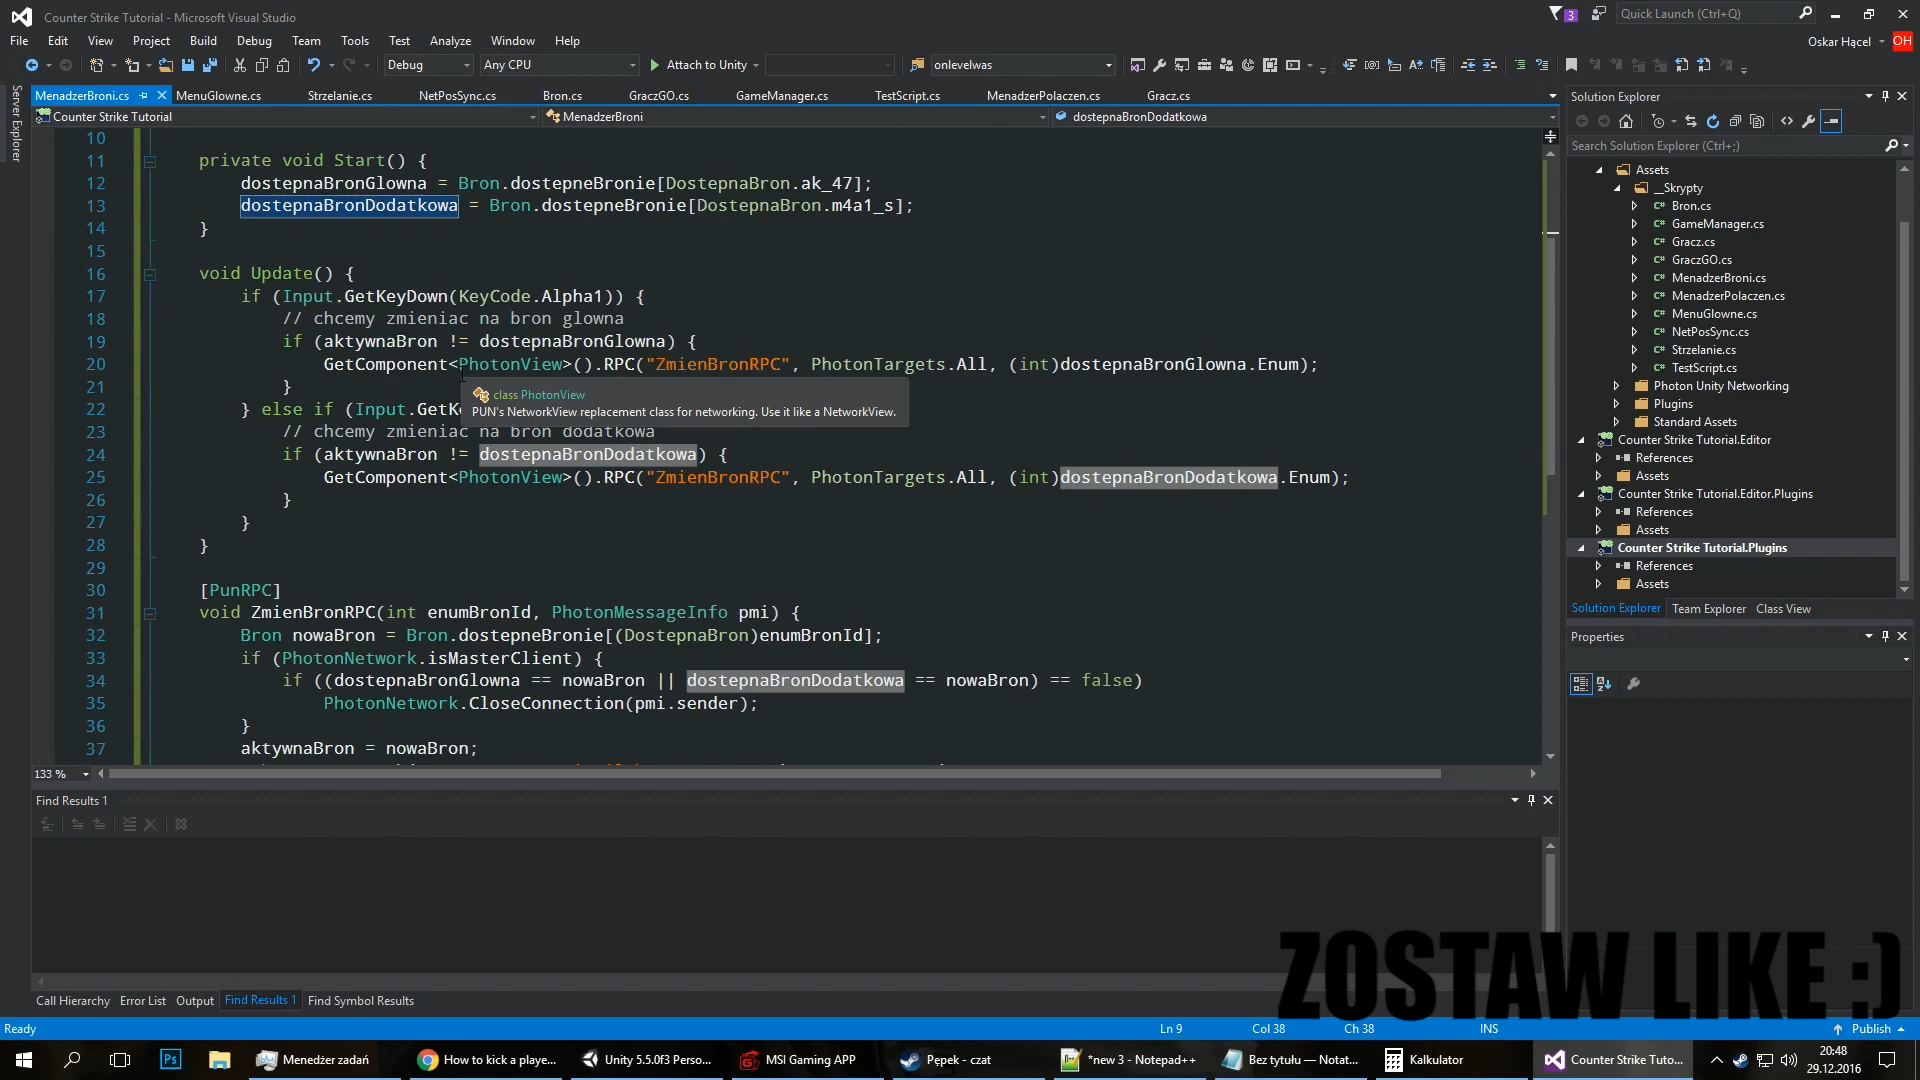 Counter Strike Tutorial - Microsoft Visual Studio
3
Quick Launch (Ctrl+Q)
File Edit View Project Build Debug Team Tools Test Analyze Window Help
Oskar Hącel OH
Debug Any CPU Attach to Unity onlevelwas
Server Explorer
MenadzerBroni.cs MenuGlowne.cs Strzelanie.cs NetPosSync.cs Bron.cs GraczGO.cs GameManager.cs TestScript.cs MenadzerPolaczen.cs Gracz.cs
Counter Strike Tutorial MenadzerBroni dostepnaBronDodatkowa
10
11 private void Start() {
12 dostepnaBronGlowna = Bron.dostepneBronie[DostepnaBron.ak_47];
13 dostepnaBronDodatkowa = Bron.dostepneBronie[DostepnaBron.m4a1_s];
14 }
15
16 void Update() {
17 if (Input.GetKeyDown(KeyCode.Alpha1)) {
18 // chcemy zmieniac na bron glowna
19 if (aktywnaBron != dostepnaBronGlowna) {
20 GetComponent<PhotonView>().RPC("ZmienBronRPC", PhotonTargets.All, (int)dostepnaBronGlowna.Enum);
21 }
class PhotonView
PUN's NetworkView replacement class for networking. Use it like a NetworkView.
22 } else if (Input.GetK
23 // chcemy zmieniac na bron dodatkowa
24 if (aktywnaBron != dostepnaBronDodatkowa) {
25 GetComponent<PhotonView>().RPC("ZmienBronRPC", PhotonTargets.All, (int)dostepnaBronDodatkowa.Enum);
26 }
27 }
28 }
29
30 [PunRPC]
31 void ZmienBronRPC(int enumBronId, PhotonMessageInfo pmi) {
32 Bron nowaBron = Bron.dostepneBronie[(DostepnaBron)enumBronId];
33 if (PhotonNetwork.isMasterClient) {
34 if ((dostepnaBronGlowna == nowaBron || dostepnaBronDodatkowa == nowaBron) == false)
35 PhotonNetwork.CloseConnection(pmi.sender);
36 }
37 aktywnaBron = nowaBron;
133 %
Find Results 1
Call Hierarchy Error List Output Find Results 1 Find Symbol Results
Solution Explorer
Search Solution Explorer (Ctrl+;)
Assets
__Skrypty
C# Bron.cs
C# GameManager.cs
C# Gracz.cs
C# GraczGO.cs
C# MenadzerBroni.cs
C# MenadzerPolaczen.cs
C# MenuGlowne.cs
C# NetPosSync.cs
C# Strzelanie.cs
C# TestScript.cs
Photon Unity Networking
Plugins
Standard Assets
Counter Strike Tutorial.Editor
References
Assets
Counter Strike Tutorial.Editor.Plugins
References
Assets
Counter Strike Tutorial.Plugins
References
Assets
Solution Explorer Team Explorer Class View
Properties
ZOSTAW LIKE ;)
Ready Ln 9 Col 38 Ch 38 INS Publish
Ps Menedżer zadań How to kick a playe... Unity 5.5.0f3 Perso... MSI Gaming APP Pępek - czat *new 3 - Notepad++ Bez tytułu — Notat... Kalkulator Counter Strike Tuto...
20:48
29.12.2016